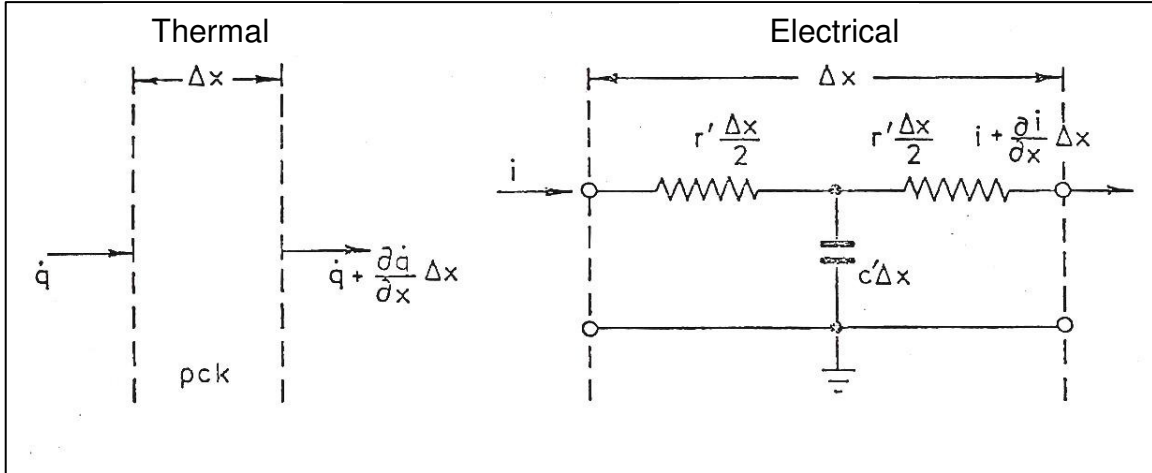 Thermal
Δx
q̇
q̇ + ∂q̇/∂x Δx
ρck
Electrical
Δx
r' Δx/2
r' Δx/2
i + ∂i/∂x Δx
i
c'Δx